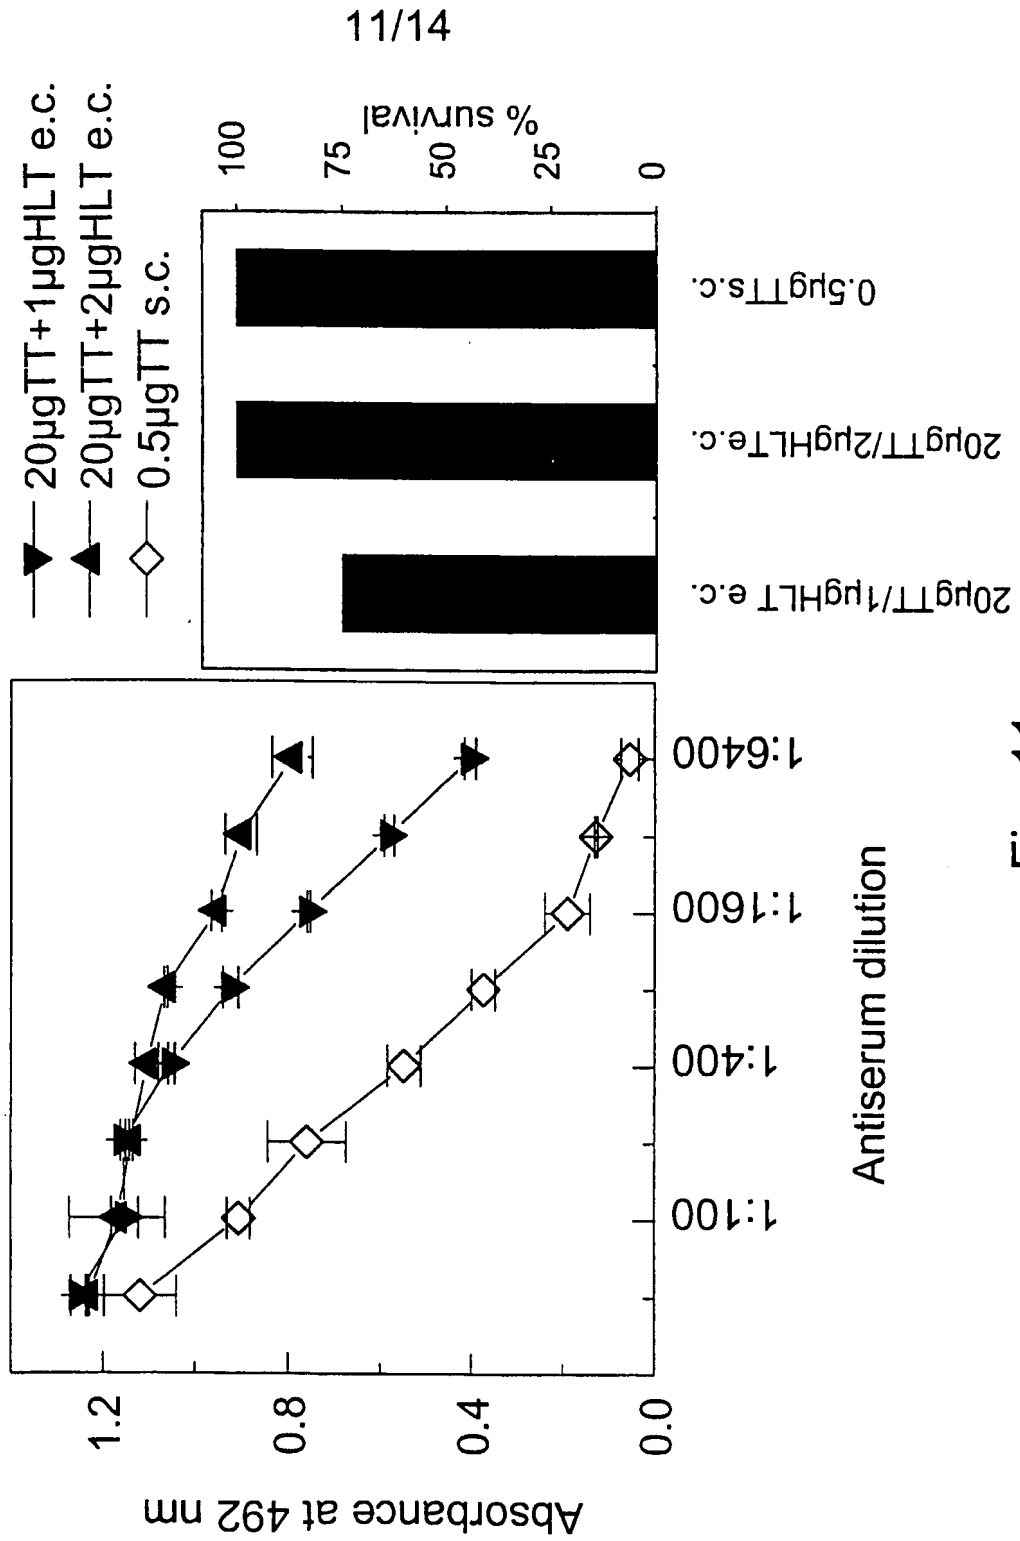 11/14
20µgTT+1µgHLT e.c.
20µgTT+2µgHLT e.c.
0.5µgTT s.c.
% survival
100
75
50
25
0
20µgTT/1µgHLT e.c.
20µgTT/2µgHLTe.c.
0.5µgTTs.c.
Absorbance at 492 nm
1.2
0.8
0.4
0.0
1:100
1:400
1:1600
1:6400
Antiserum dilution